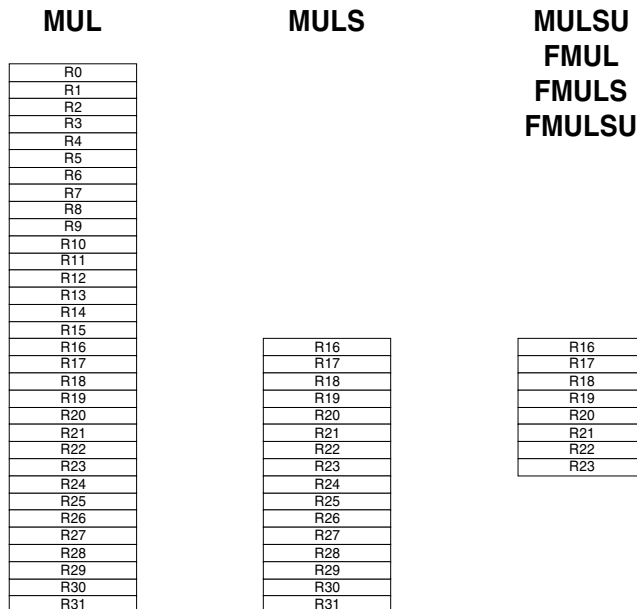 MUL
MULS
MULSU
FMUL
FMULS
FMULSU
R0
R1
R2
R3
R4
R5
R6
R7
R8
R9
R10
R11
R12
R13
R14
R15
R16
R17
R18
R19
R20
R21
R22
R23
R24
R25
R26
R27
R28
R29
R30
R31
R16
R17
R18
R19
R20
R21
R22
R23
R24
R25
R26
R27
R28
R29
R30
R31
R16
R17
R18
R19
R20
R21
R22
R23